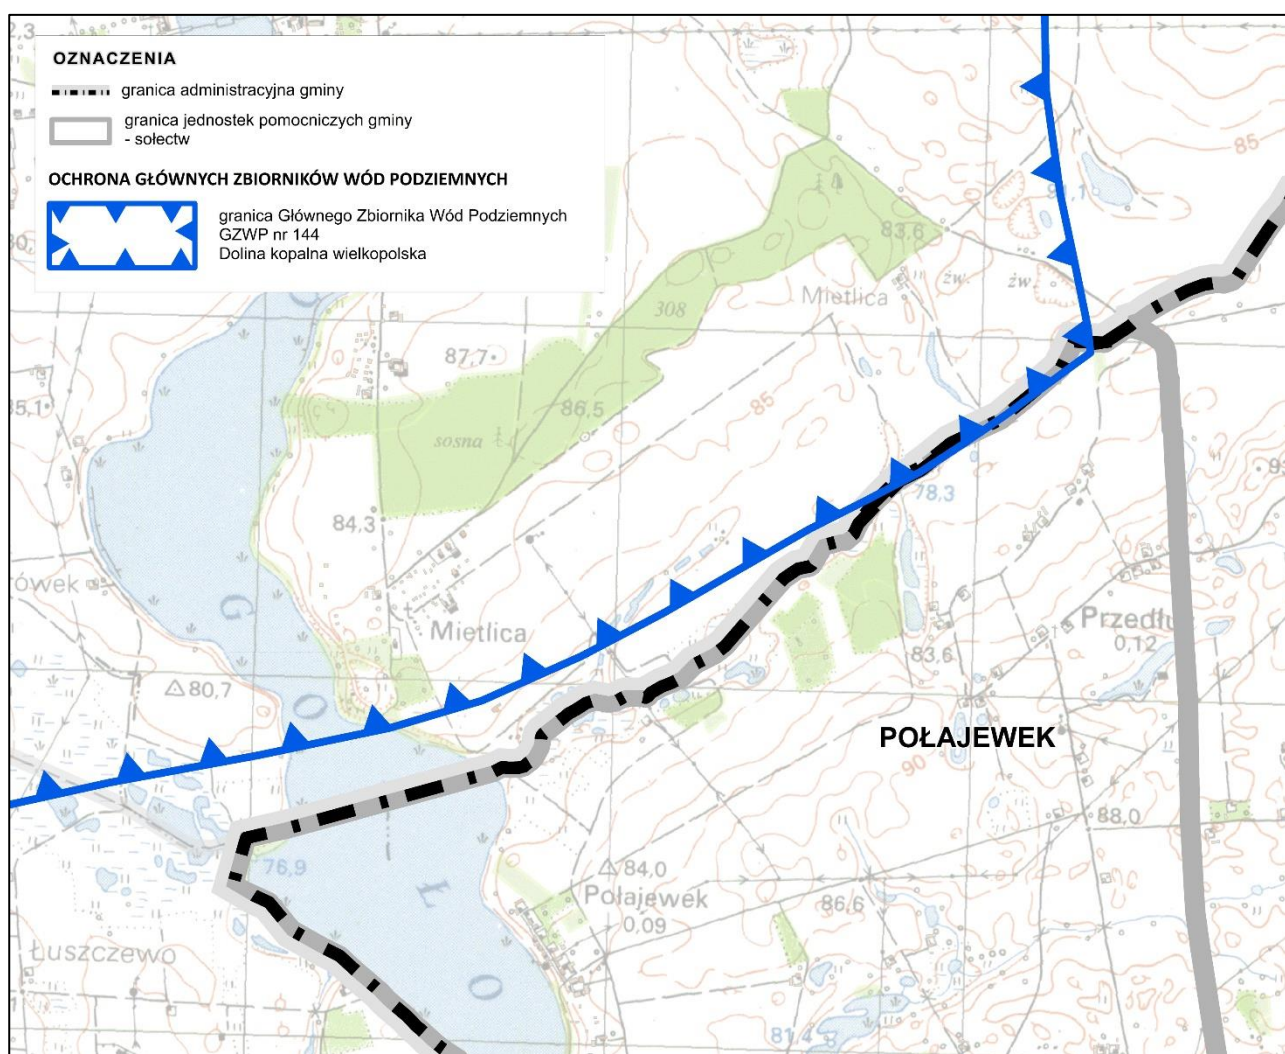 OZNACZENIA
granica administracyjna gminy
granica jednostek pomocniczych gminy
- sołectw
OCHRONA GŁÓWNYCH ZBIORNIKÓW WÓD PODZIEMNYCH
granica Głównego Zbiornika Wód Podziemnych
GZWP nr 144
Dolina kopalna wielkopolska
85
91,1
83,6
żw.
żw.
Mietlica
308
87,7
86,5
85
sosna
84,3
78,3
ówek
G
Mietlica
Przedłu
0,12
83,6
80,7
O
POŁAJEWEK
90
88,0
76,9
84,0
Ł
Połajewek
0.09
86,6
Łuszczewo
O
81,4